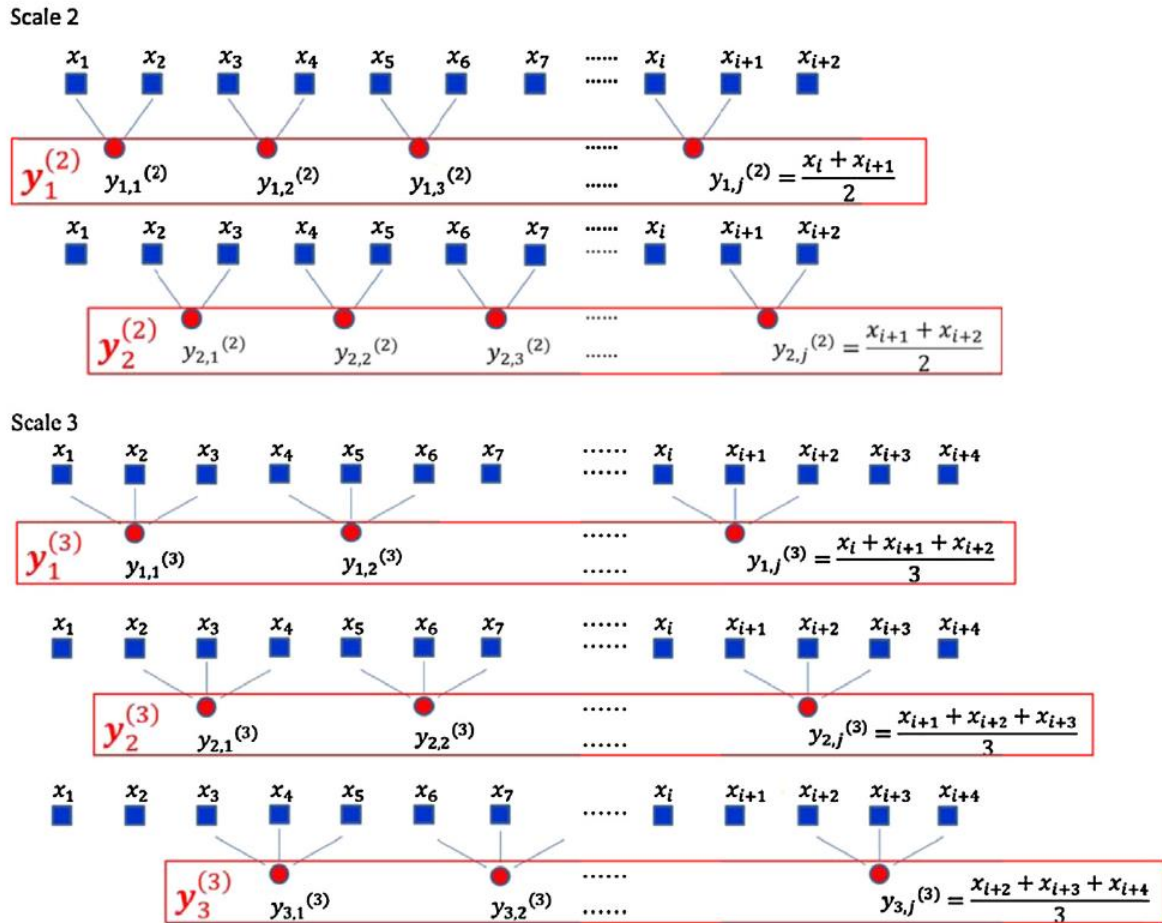 Scale 2
x₁ x₂ x₃ x₄ x₅ x₆ x₇ ...... xᵢ xᵢ₊₁ xᵢ₊₂
......
y₁⁽²⁾ ......
y₁,₁⁽²⁾ y₁,₂⁽²⁾ y₁,₃⁽²⁾ ...... y₁,ⱼ⁽²⁾ = (xᵢ + xᵢ₊₁)/2
x₁ x₂ x₃ x₄ x₅ x₆ x₇ ...... xᵢ xᵢ₊₁ xᵢ₊₂
......
y₂⁽²⁾ ......
y₂,₁⁽²⁾ y₂,₂⁽²⁾ y₂,₃⁽²⁾ ...... y₂,ⱼ⁽²⁾ = (xᵢ₊₁ + xᵢ₊₂)/2
Scale 3
x₁ x₂ x₃ x₄ x₅ x₆ x₇ ...... xᵢ xᵢ₊₁ xᵢ₊₂ xᵢ₊₃ xᵢ₊₄
......
y₁⁽³⁾ ......
y₁,₁⁽³⁾ y₁,₂⁽³⁾ ...... y₁,ⱼ⁽³⁾ = (xᵢ + xᵢ₊₁ + xᵢ₊₂)/3
x₁ x₂ x₃ x₄ x₅ x₆ x₇ ...... xᵢ xᵢ₊₁ xᵢ₊₂ xᵢ₊₃ xᵢ₊₄
......
y₂⁽³⁾ ......
y₂,₁⁽³⁾ y₂,₂⁽³⁾ ...... y₂,ⱼ⁽³⁾ = (xᵢ₊₁ + xᵢ₊₂ + xᵢ₊₃)/3
x₁ x₂ x₃ x₄ x₅ x₆ x₇ xᵢ xᵢ₊₁ xᵢ₊₂ xᵢ₊₃ xᵢ₊₄
......
y₃⁽³⁾ ......
y₃,₁⁽³⁾ y₃,₂⁽³⁾ ...... y₃,ⱼ⁽³⁾ = (xᵢ₊₂ + xᵢ₊₃ + xᵢ₊₄)/3